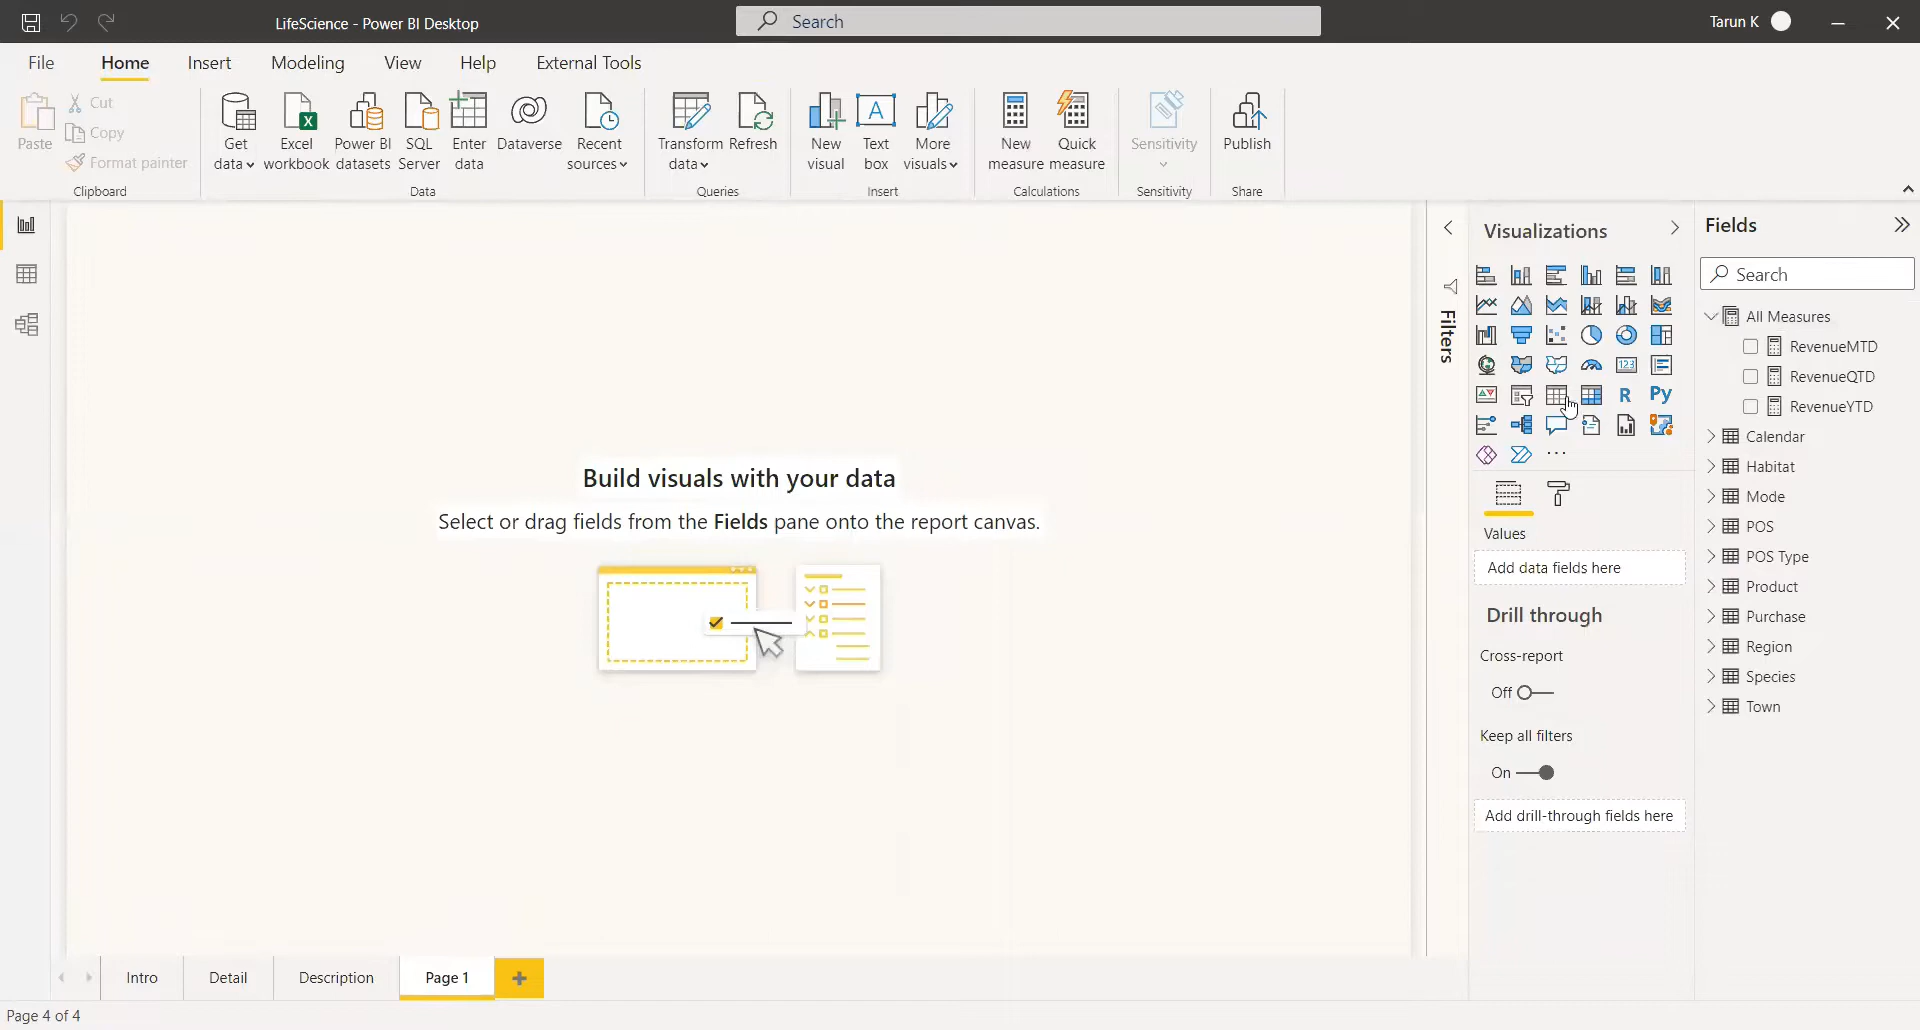 LifeScience - Power BI Desktop
Search
Tarun K
File Home Insert Modeling View Help External Tools
Paste
Cut
Copy
Format painter
Clipboard
Get data
Excel workbook
Power BI datasets
SQL Server
Enter data
Dataverse
Recent sources
Data
Transform data
Refresh
Queries
New visual
A
Text box
More visuals
Insert
New measure
Quick measure
Calculations
Sensitivity
Sensitivity
Publish
Share
Build visuals with your data
Select or drag fields from the Fields pane onto the report canvas.
Filters
Visualizations
123
R
Py
Values
Add data fields here
Drill through
Cross-report
Off
Keep all filters
On
Add drill-through fields here
Fields
Search
All Measures
RevenueMTD
RevenueQTD
RevenueYTD
Calendar
Habitat
Mode
POS
POS Type
Product
Purchase
Region
Species
Town
Intro Detail Description Page 1
Page 4 of 4